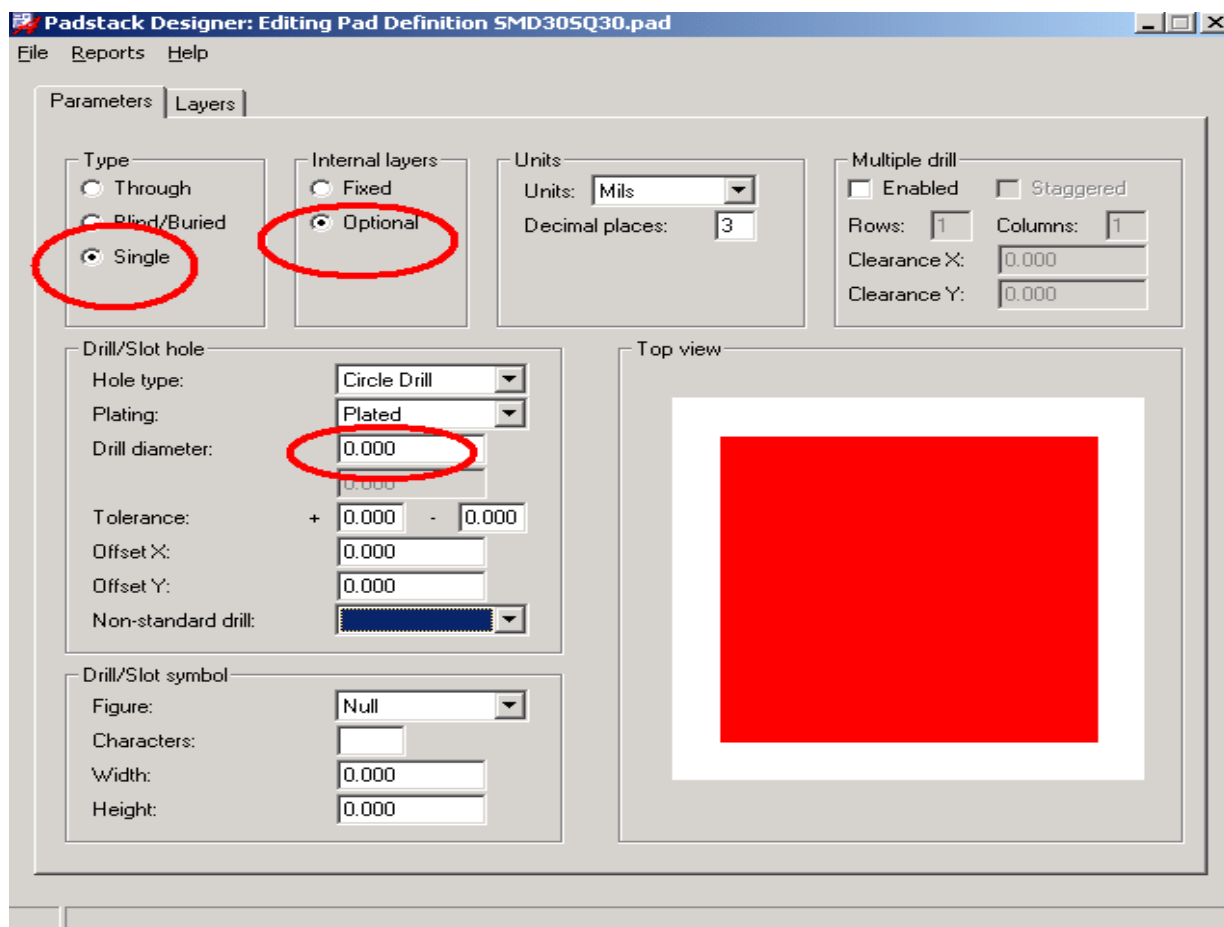 Padstack Designer: Editing Pad Definition SMD30SQ30.pad
File Reports Help
Parameters Layers
Type
Through
Blind/Buried
Single
Internal layers
Fixed
Optional
Units
Units: Mils
Decimal places: 3
Multiple drill
Enabled Staggered
Rows: 1 Columns: 1
Clearance X: 0.000
Clearance Y: 0.000
Drill/Slot hole
Hole type: Circle Drill
Plating: Plated
Drill diameter: 0.000
0.000
Tolerance: + 0.000 - 0.000
Offset X: 0.000
Offset Y: 0.000
Non-standard drill:
Drill/Slot symbol
Figure: Null
Characters:
Width: 0.000
Height: 0.000
Top view